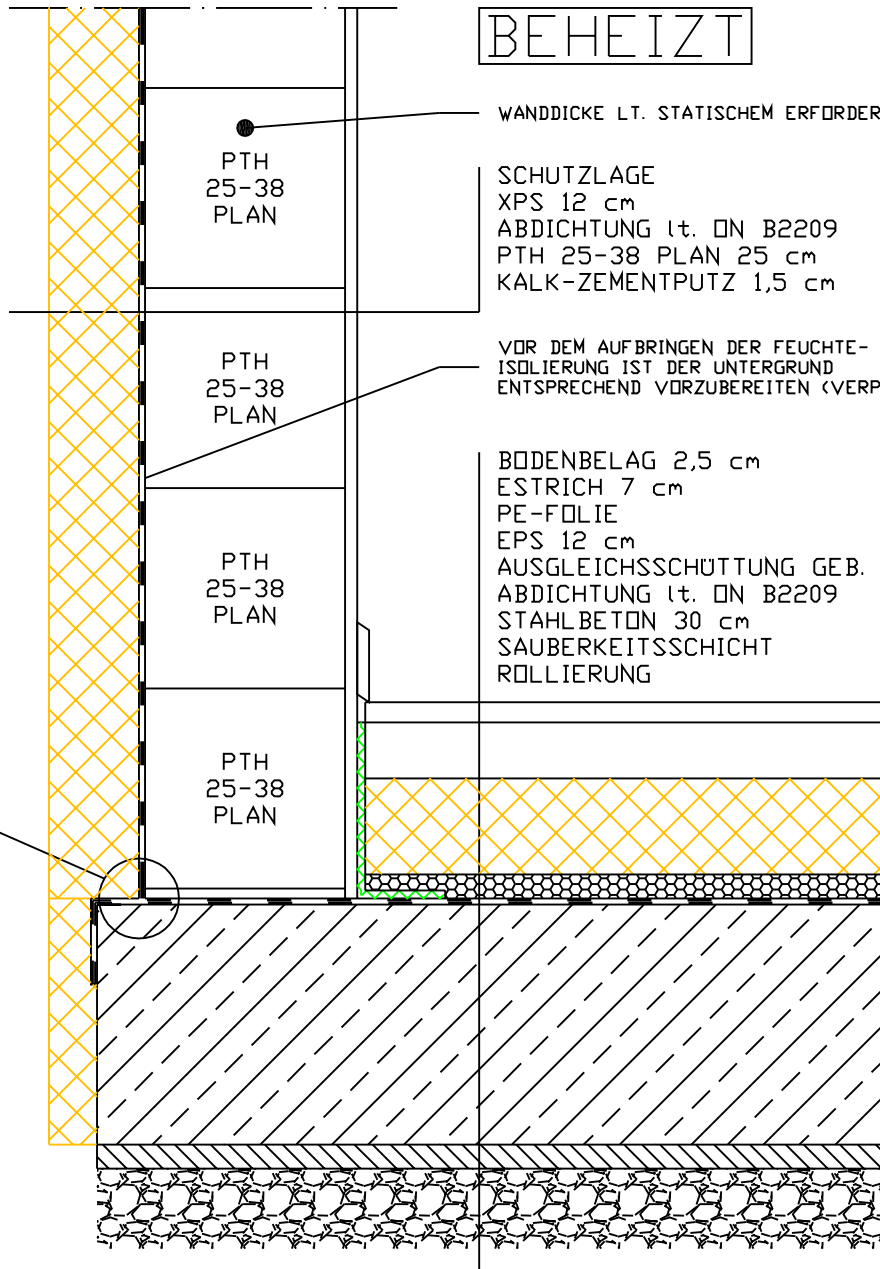 BEHEIZT
WANDDICKE LT. STATISCHEM ERFORDER
SCHUTZLAGE
XPS 12 cm
ABDICHTUNG lt. ON B2209
PTH 25-38 PLAN 25 cm
KALK-ZEMENTPUTZ 1,5 cm
VOR DEM AUFBRINGEN DER FEUCHTE-
ISOLIERUNG IST DER UNTERGRUND
ENTSPRECHEND VORZUBEREITEN (VERP
BODENBELAG 2,5 cm
ESTRICH 7 cm
PE-FOLIE
EPS 12 cm
AUSGLEICHSSCHÜTTUNG GEB.
ABDICHTUNG lt. ON B2209
STAHLBETON 30 cm
SAUBERKEITSSCHICHT
ROLLIERUNG
PTH
25-38
PLAN
PTH
25-38
PLAN
PTH
25-38
PLAN
PTH
25-38
PLAN